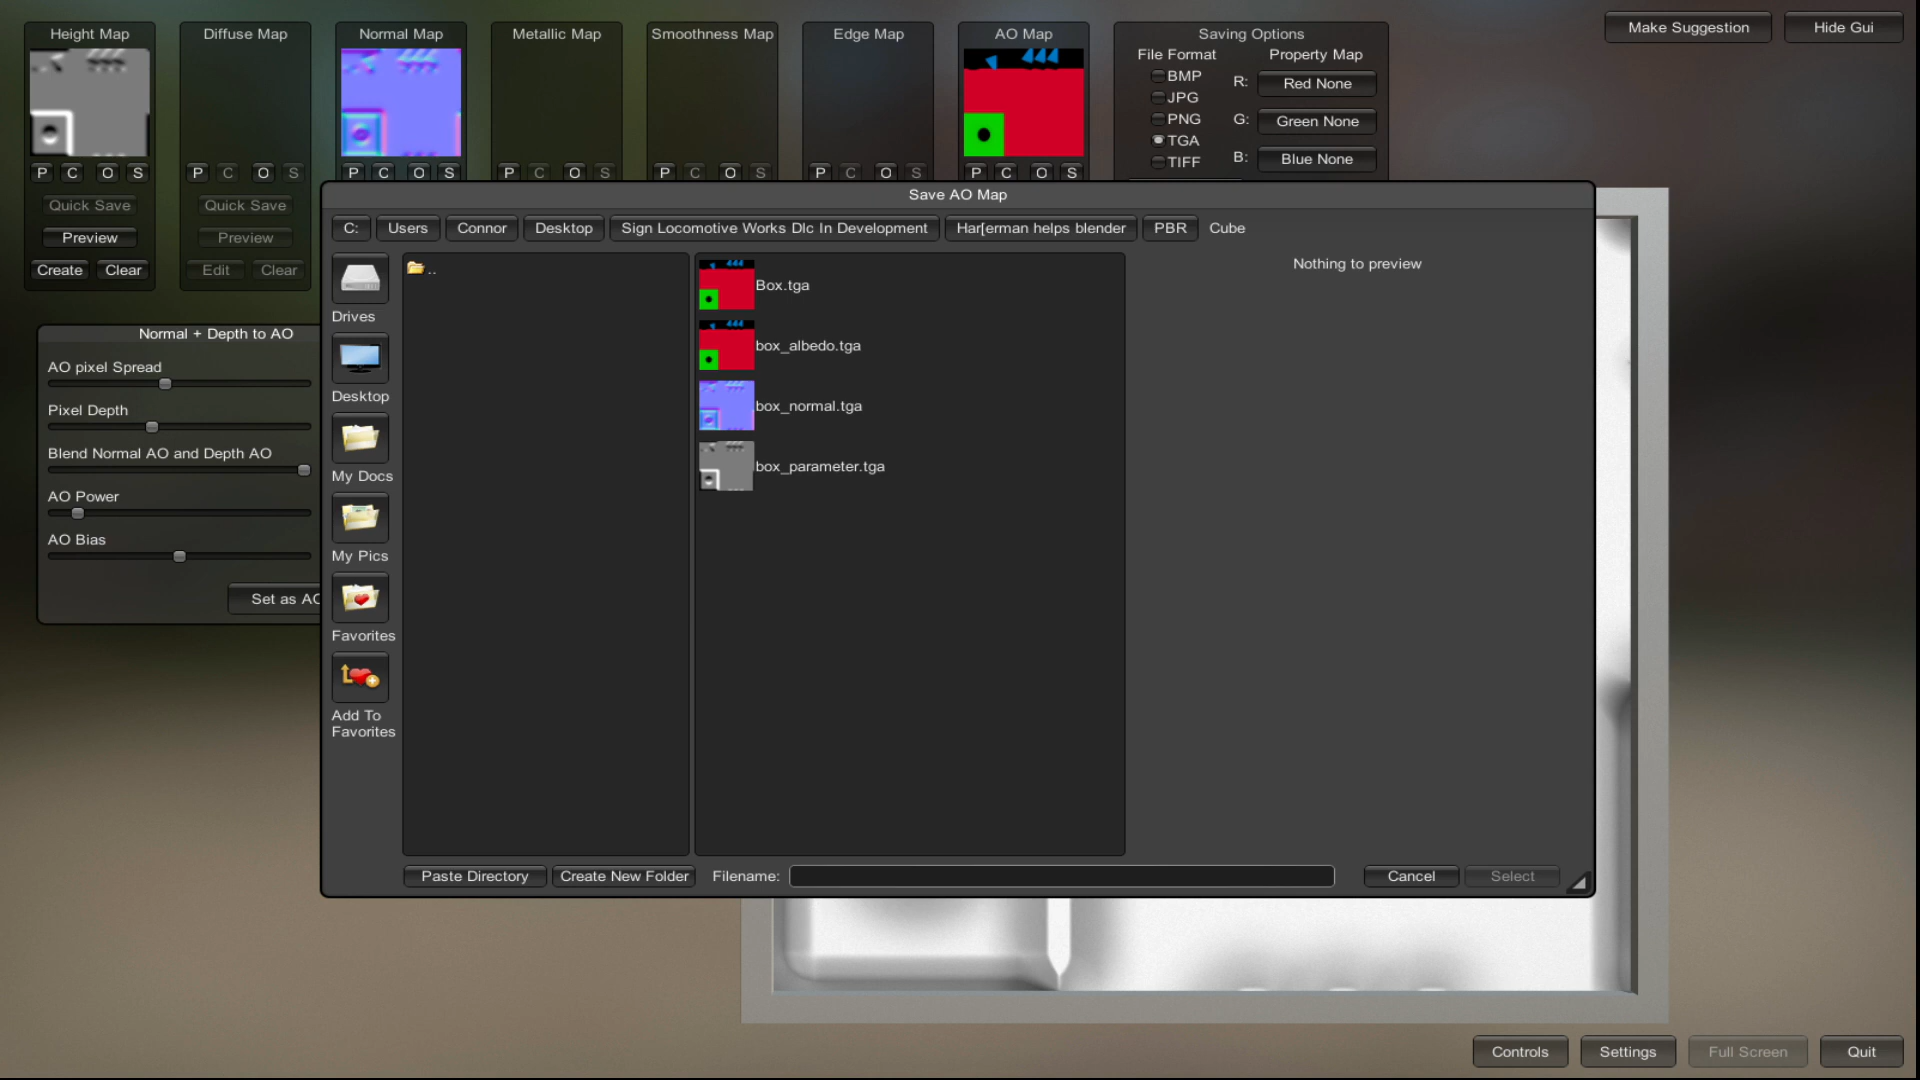 Height Map
Diffuse Map
Normal Map
Metallic Map
Smoothness Map
Edge Map
AO Map
Saving Options
Make Suggestion
Hide Gui
File Format
Property Map
BMP
JPG
PNG
TGA
TIFF
R: Red None
G: Green None
B: Blue None
P C O S
P C O S
P C O S
P C O S
P C O S
P C O S
P C O S
Quick Save
Quick Save
Preview
Preview
Create Clear
Edit Clear
Save AO Map
C: Users Connor Desktop Sign Locomotive Works Dlc In Development Har[erman helps blender PBR Cube
Drives
Desktop
My Docs
My Pics
Favorites
Add To
Favorites
..
Box.tga
box_albedo.tga
box_normal.tga
box_parameter.tga
Nothing to preview
Normal + Depth to AO
AO pixel Spread
Pixel Depth
Blend Normal AO and Depth AO
AO Power
AO Bias
Set as AO
Paste Directory
Create New Folder
Filename:
Cancel
Select
Controls
Settings
Full Screen
Quit